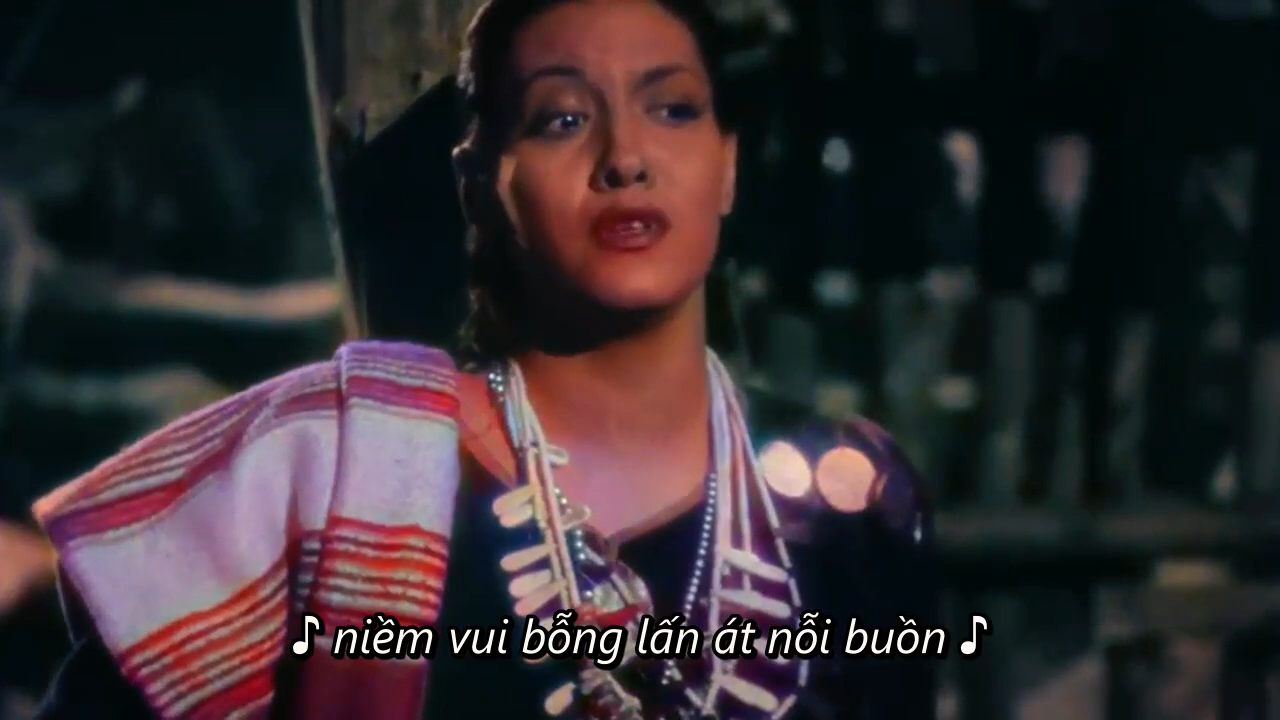 ♪ niềm vui bỗng lấn át nỗi buồn ♪